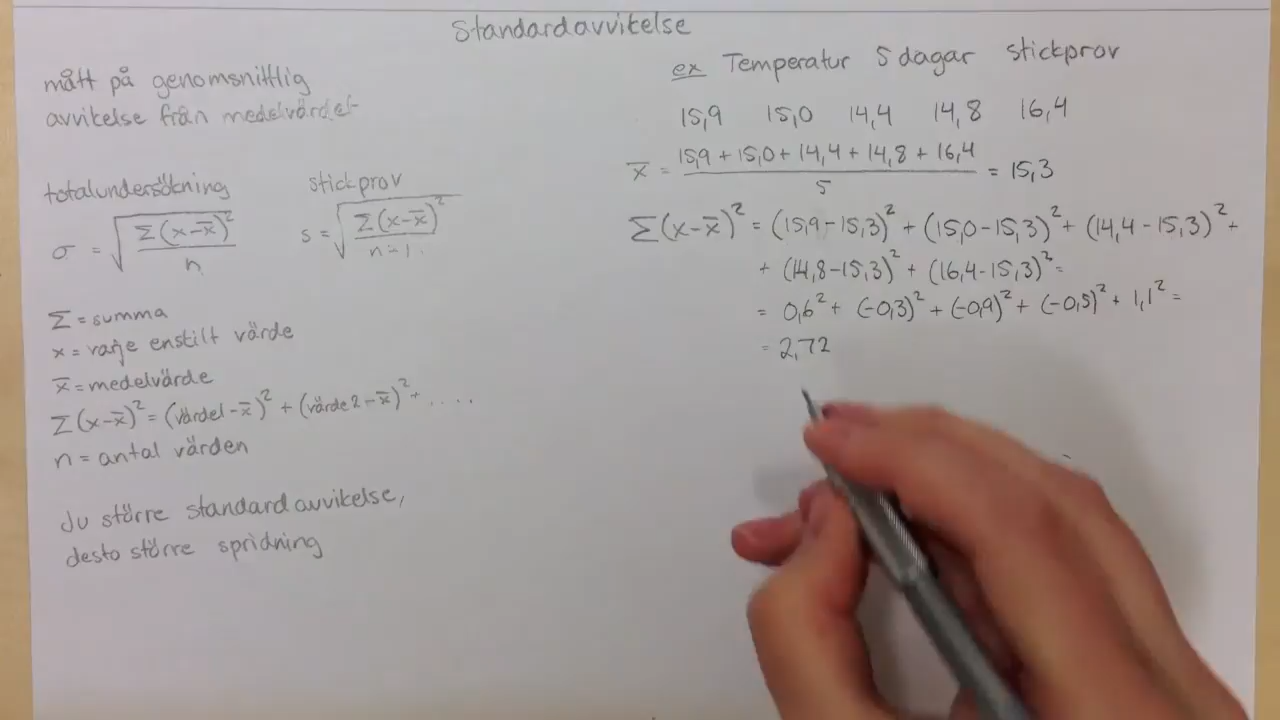 Standardavvikelse
mått på genomsnittlig
avvikelse från medelvärdet
totalundersökning stickprov
σ = √(Σ(x-x̄)²/n) s = √(Σ(x-x̄)²/n-1)
Σ = summa
x = varje enskilt värde
x̄ = medelvärde
Σ(x-x̄)² = (värde1-x̄)² + (värde2-x̄)² + ....
n = antal värden
Ju större standardavvikelse,
desto större spridning
ex Temperatur 5 dagar stickprov
15,9 15,0 14,4 14,8 16,4
x̄ = (15,9 + 15,0 + 14,4 + 14,8 + 16,4)/5 = 15,3
Σ(x-x̄)² = (15,9-15,3)² + (15,0-15,3)² + (14,4-15,3)² +
+ (14,8-15,3)² + (16,4-15,3)² =
= 0,6² + (-0,3)² + (-0,9)² + (-0,5)² + 1,1² =
= 2,72